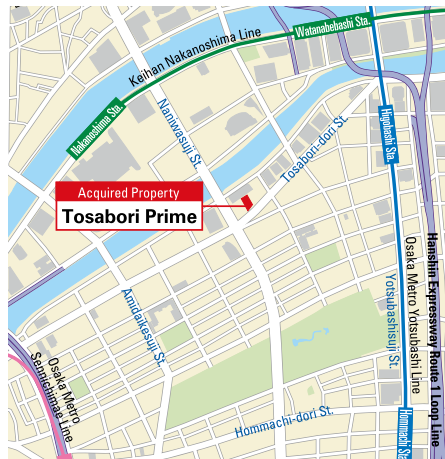 Watanabebashi Sta.
Keihan Nakanoshima Line
Nakanoshima Sta.
Naniwasuji St.
Tosabori-dori St.
Higobashi Sta.
Acquired Property
Tosabori Prime
Amidaikesuji St.
Yotsubashisuji St.
Osaka Metro Yotsubashi Line
Hanshin Expressway Route 1 Loop Line
Osaka Metro
Sennichimae Line
Hommachi-dori St.
Hommachi Sta.